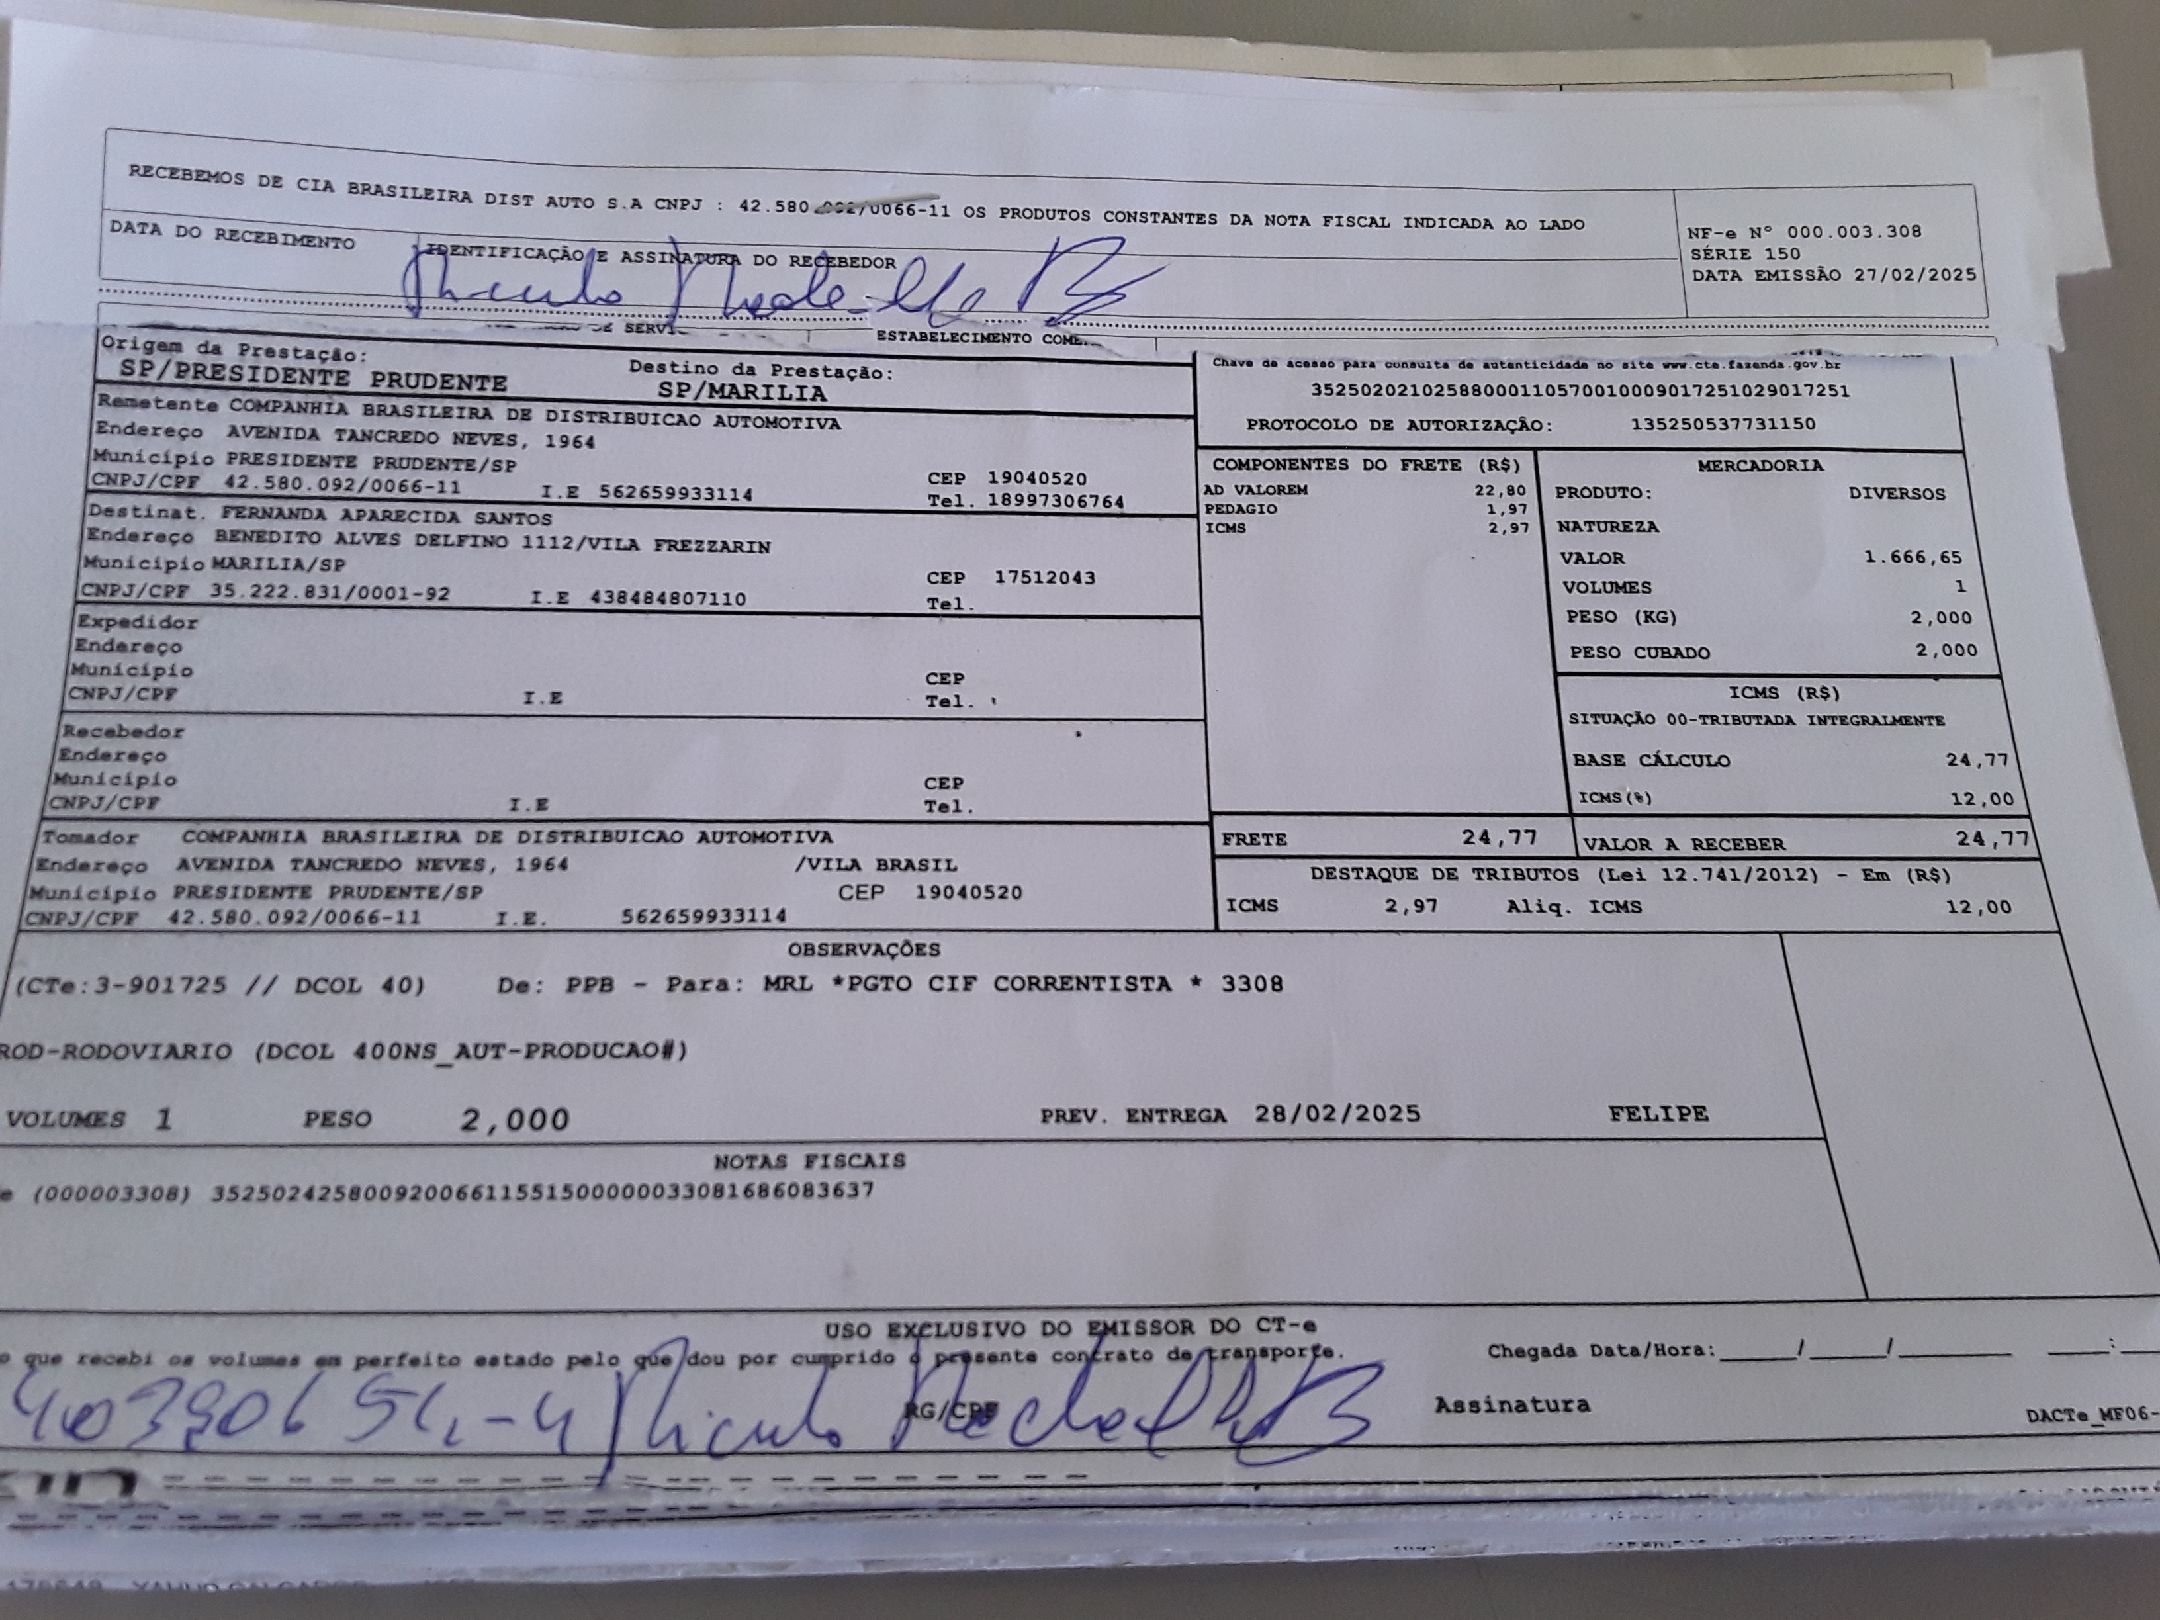 RECEBEMOS DE CIA BRASILEIRA DIST AUTO S.A CNPJ : 42.580.092/0066-11 OS PRODUTOS CONSTANTES DA NOTA FISCAL INDICADA AO LADO
DATA DO RECEBIMENTO
IDENTIFICAÇÃO E ASSINATURA DO RECEBEDOR
NF-e Nº 000.003.308
SÉRIE 150
DATA EMISSÃO 27/02/2025
ESTABELECIMENTO
Origem da Prestação:
SP/PRESIDENTE PRUDENTE
Destino da Prestação:
SP/MARILIA
Chave de acesso para consulta de autenticidade no site www.cte.fazenda.gov.br
35250202102588000110570010009017251029017251
PROTOCOLO DE AUTORIZAÇÃO: 135250537731150
Remetente COMPANHIA BRASILEIRA DE DISTRIBUICAO AUTOMOTIVA
Endereço AVENIDA TANCREDO NEVES, 1964
Município PRESIDENTE PRUDENTE/SP CEP 19040520
CNPJ/CPF 42.580.092/0066-11 I.E 562659933114 Tel. 18997306764
Destinat. FERNANDA APARECIDA SANTOS
Endereço BENEDITO ALVES DELFINO 1112/VILA FREZZARIN
Município MARILIA/SP CEP 17512043
CNPJ/CPF 35.222.831/0001-92 I.E 438484807110 Tel.
Expedidor
Endereço
Município CEP
CNPJ/CPF I.E Tel.
Recebedor
Endereço
Município CEP
CNPJ/CPF I.E Tel.
Tomador COMPANHIA BRASILEIRA DE DISTRIBUICAO AUTOMOTIVA
Endereço AVENIDA TANCREDO NEVES, 1964 /VILA BRASIL
Município PRESIDENTE PRUDENTE/SP CEP 19040520
CNPJ/CPF 42.580.092/0066-11 I.E. 562659933114
COMPONENTES DO FRETE (R$)
AD VALOREM 22,80
PEDAGIO 1,97
ICMS 2,97
MERCADORIA
PRODUTO: DIVERSOS
NATUREZA
VALOR 1.666,65
VOLUMES 1
PESO (KG) 2,000
PESO CUBADO 2,000
ICMS (R$)
SITUAÇÃO 00-TRIBUTADA INTEGRALMENTE
BASE CÁLCULO 24,77
ICMS(%) 12,00
FRETE 24,77
VALOR A RECEBER 24,77
DESTAQUE DE TRIBUTOS (Lei 12.741/2012) - Em (R$)
ICMS 2,97 Aliq. ICMS 12,00
OBSERVAÇÕES
(CTe:3-901725 // DCOL 40) De: PPB - Para: MRL *PGTO CIF CORRENTISTA * 3308
ROD-RODOVIARIO (DCOL 400NS_AUT-PRODUCAO#)
VOLUMES 1 PESO 2,000 PREV. ENTREGA 28/02/2025 FELIPE
NOTAS FISCAIS
e (000003308) 35250242580092006611551500000033081686083637
USO EXCLUSIVO DO EMISSOR DO CT-e
o que recebi os volumes em perfeito estado pelo que dou por cumprido o presente contrato de transporte.
Chegada Data/Hora:_____/_____/_______ ____:___
RG/CPF
Assinatura
DACTe_MF06-